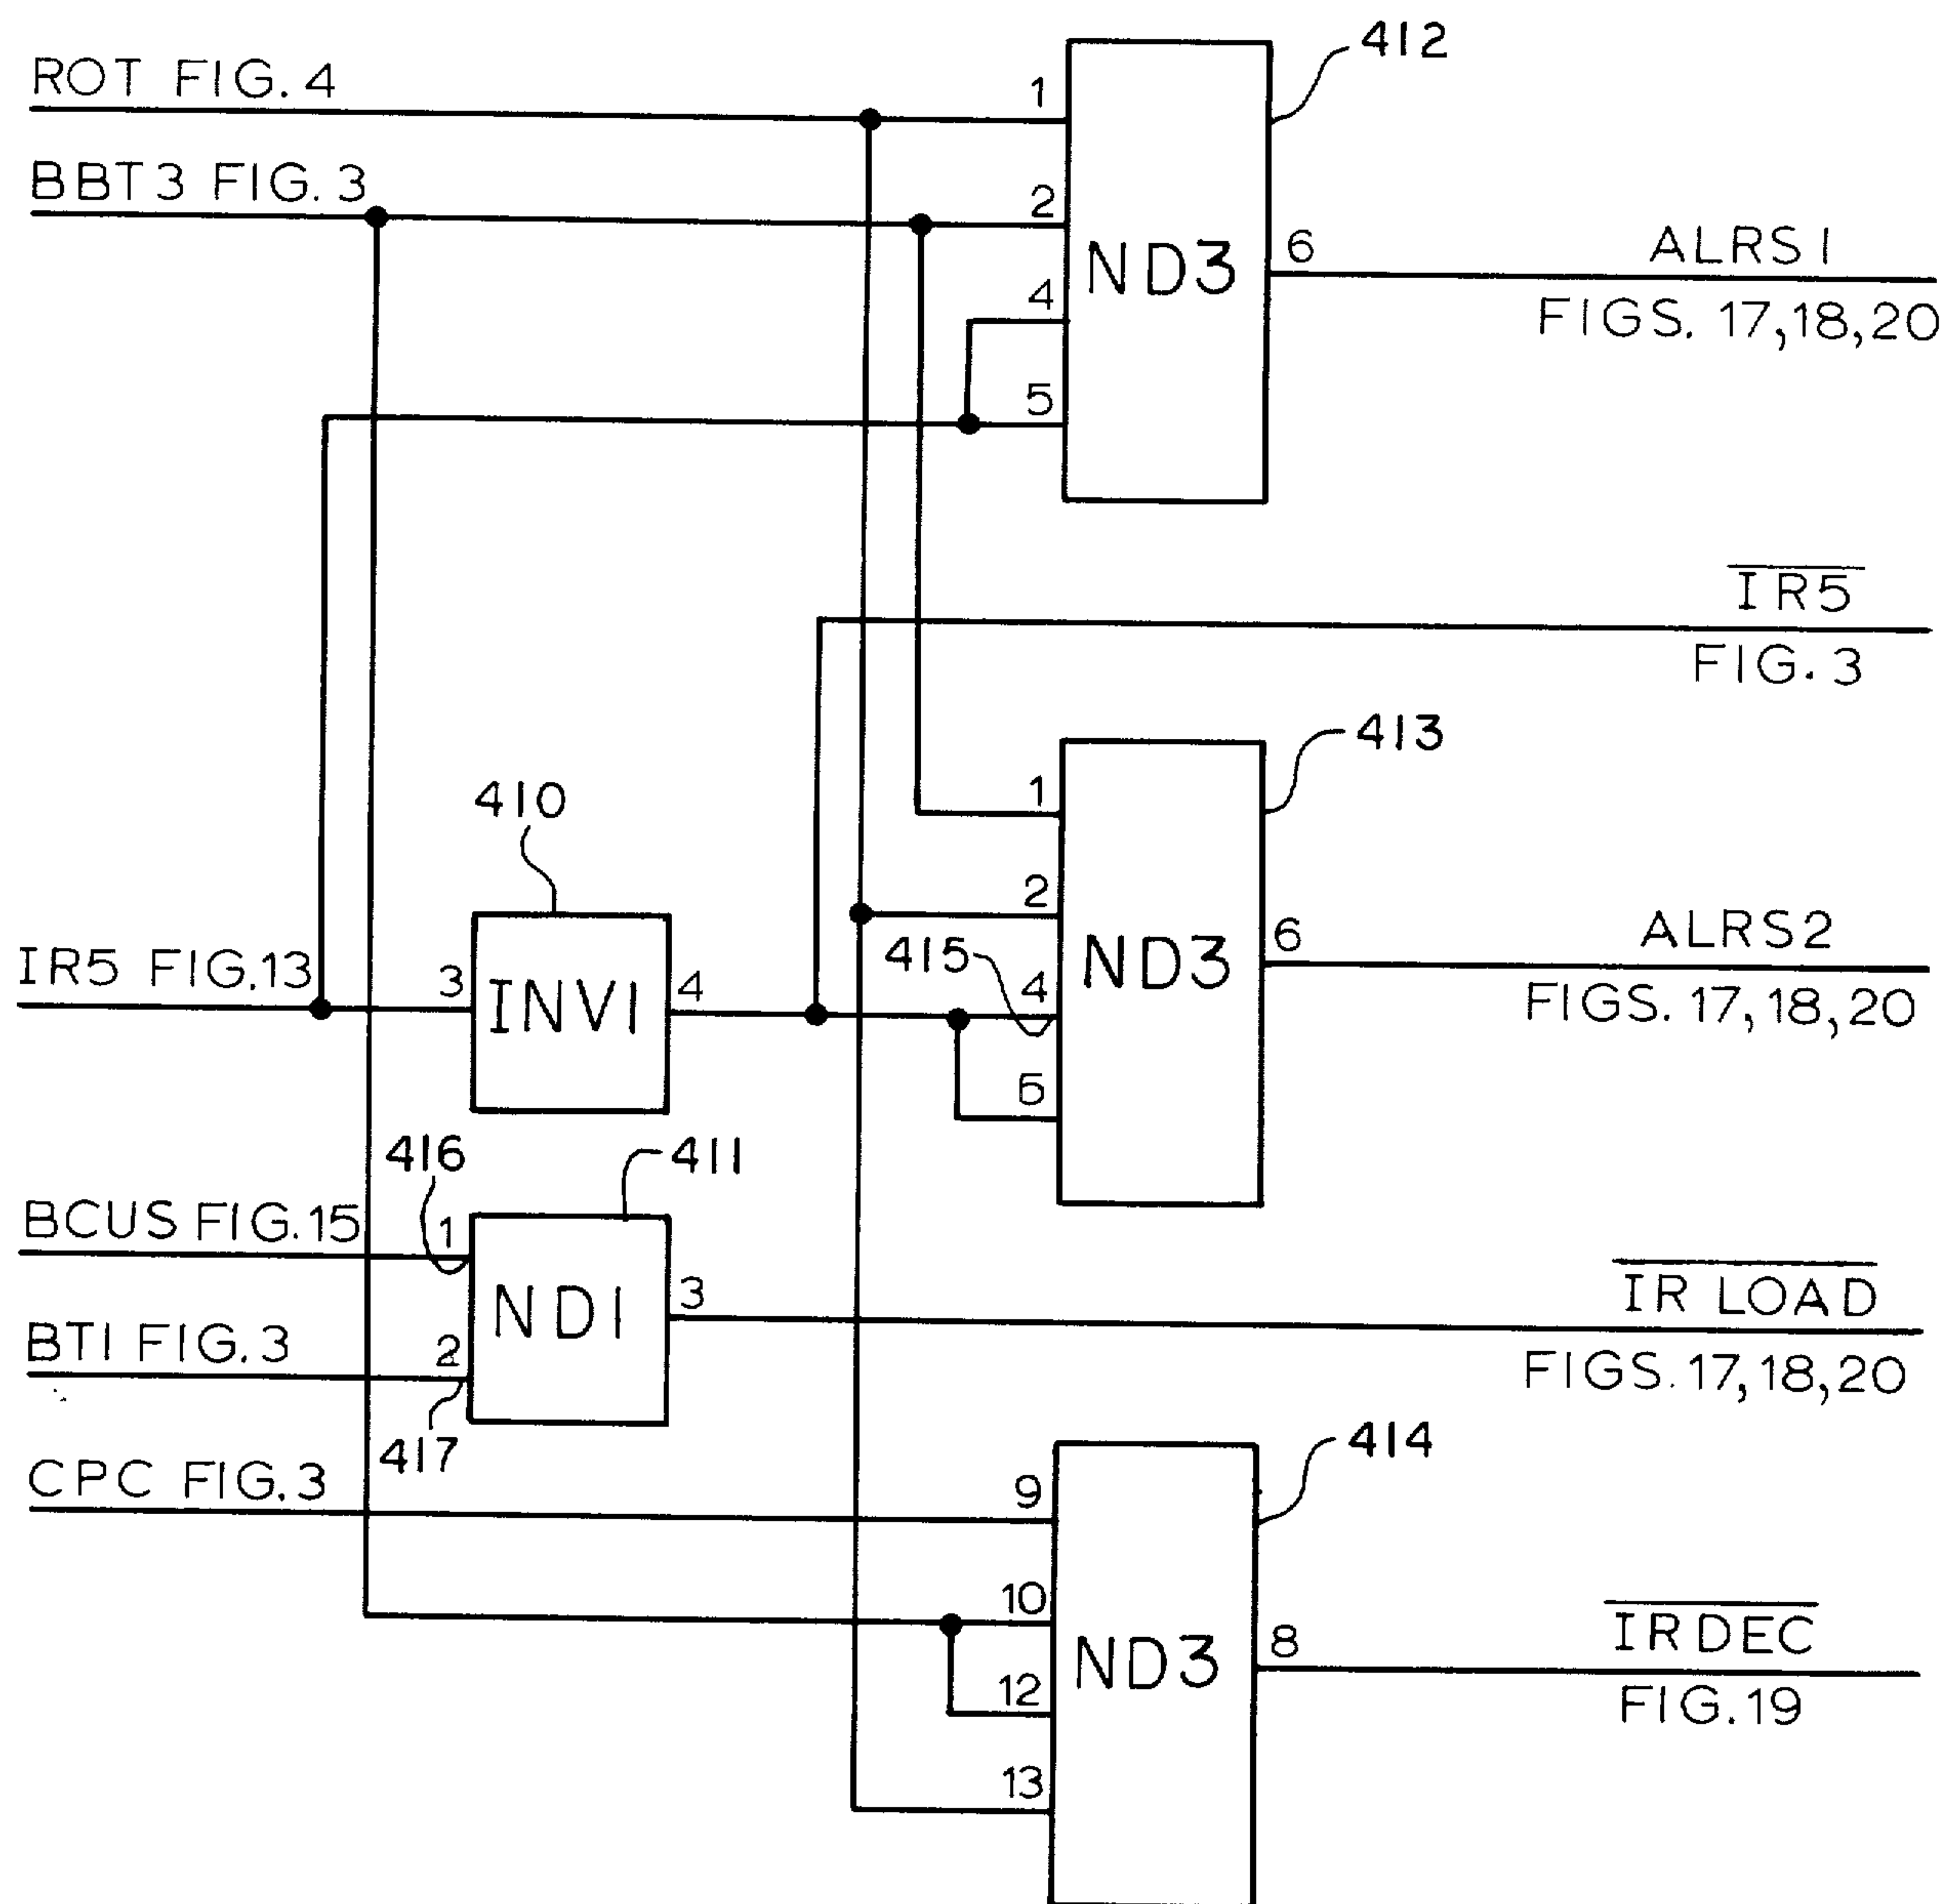 ROT FIG. 4
412
1
BBT3 FIG. 3
2
ND3
6
ALRS1
4
FIGS. 17,18,20
5
IR5
FIG. 3
413
410
1
2
IR5 FIG.13
3
INV1
4
415
4
ND3
6
ALRS2
FIGS. 17,18,20
5
416
411
BCUS FIG.15
1
ND1
3
IR LOAD
BT1 FIG.3
2
FIGS. 17,18,20
417
414
CPC FIG.3
9
10
ND3
8
IRDEC
12
FIG.19
13